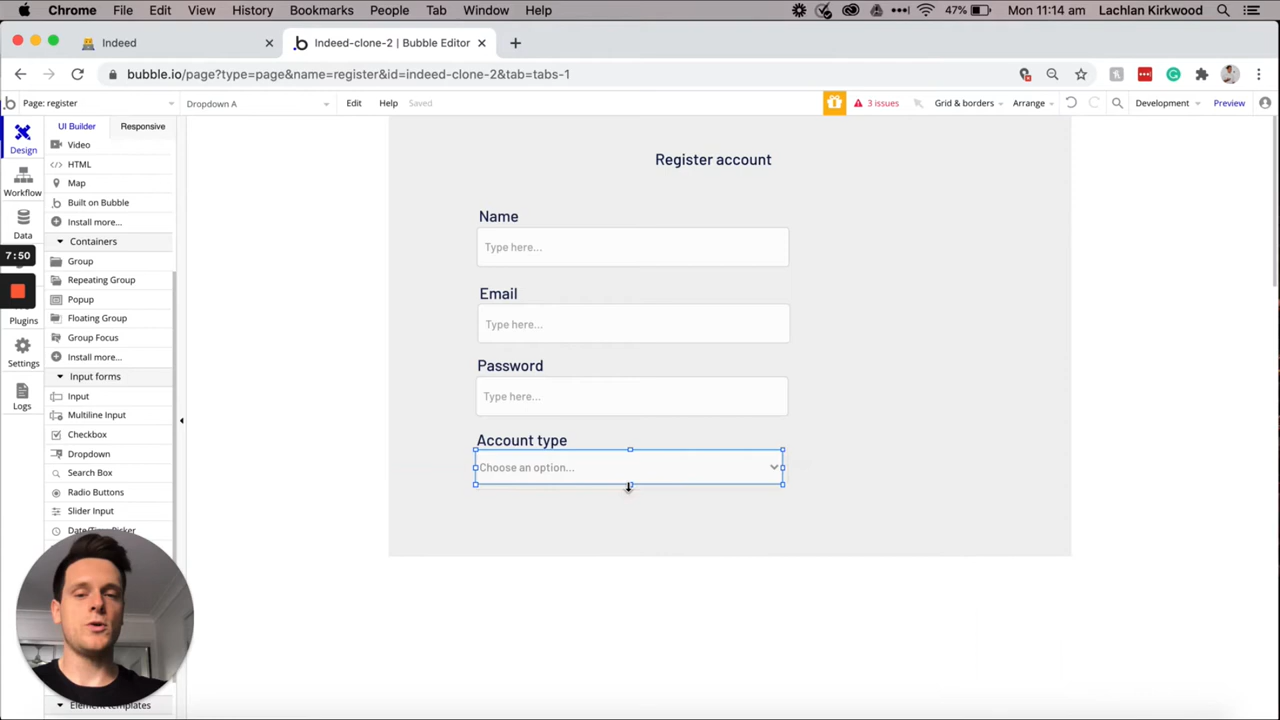 Chrome File Edit View History Bookmarks People Tab Window Help 47% Mon 11:14 am Lachlan Kirkwood
Indeed Indeed-clone-2 | Bubble Editor
bubble.io/page?type=page&name=register&id=indeed-clone-2&tab=tabs-1
Page: register Dropdown A Edit Help Saved 3 issues Grid & borders Arrange Development Preview
UI Builder Responsive
Design
Workflow
Data
7:50
Plugins
Settings
Logs
Video
HTML
Map
Built on Bubble
Install more...
Containers
Group
Repeating Group
Popup
Floating Group
Group Focus
Install more...
Input forms
Input
Multiline Input
Checkbox
Dropdown
Search Box
Radio Buttons
Slider Input
Date/Time Picker
Element templates
Register account
Name
Type here...
Email
Type here...
Password
Type here...
Account type
Choose an option...